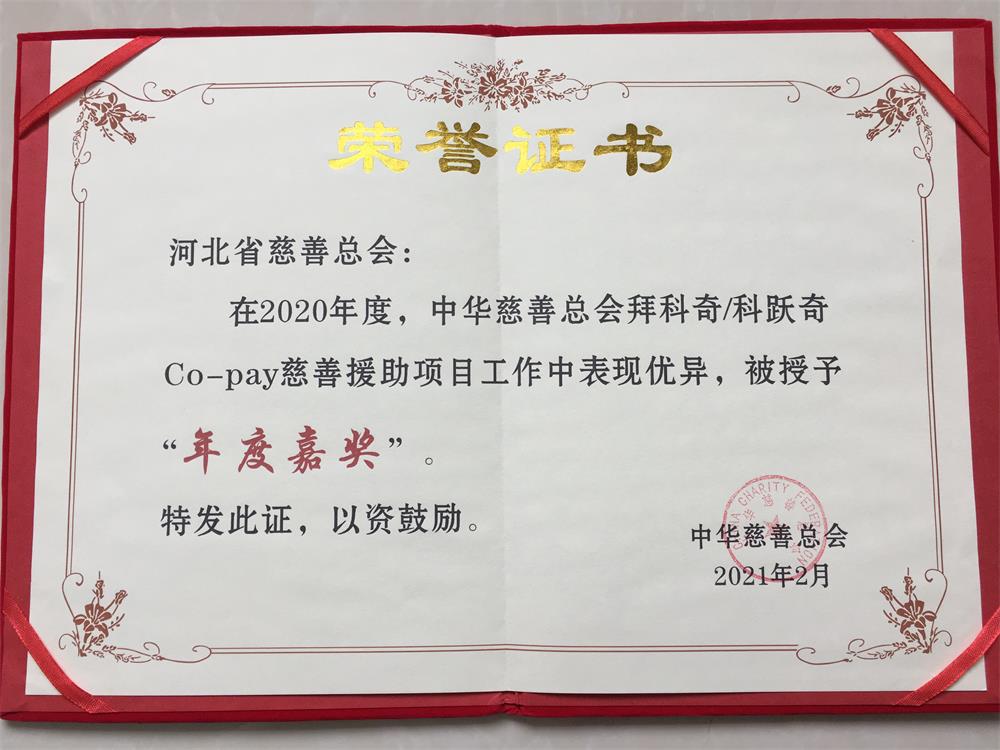 荣誉证书
河北省慈善总会：
在2020年度，中华慈善总会拜科奇/科跃奇
Co-pay慈善援助项目工作中表现优异，被授予
“年度嘉奖”。
特发此证，以资鼓励。
CHINA CHARITY FEDERATION
中华慈善总会
2021年2月